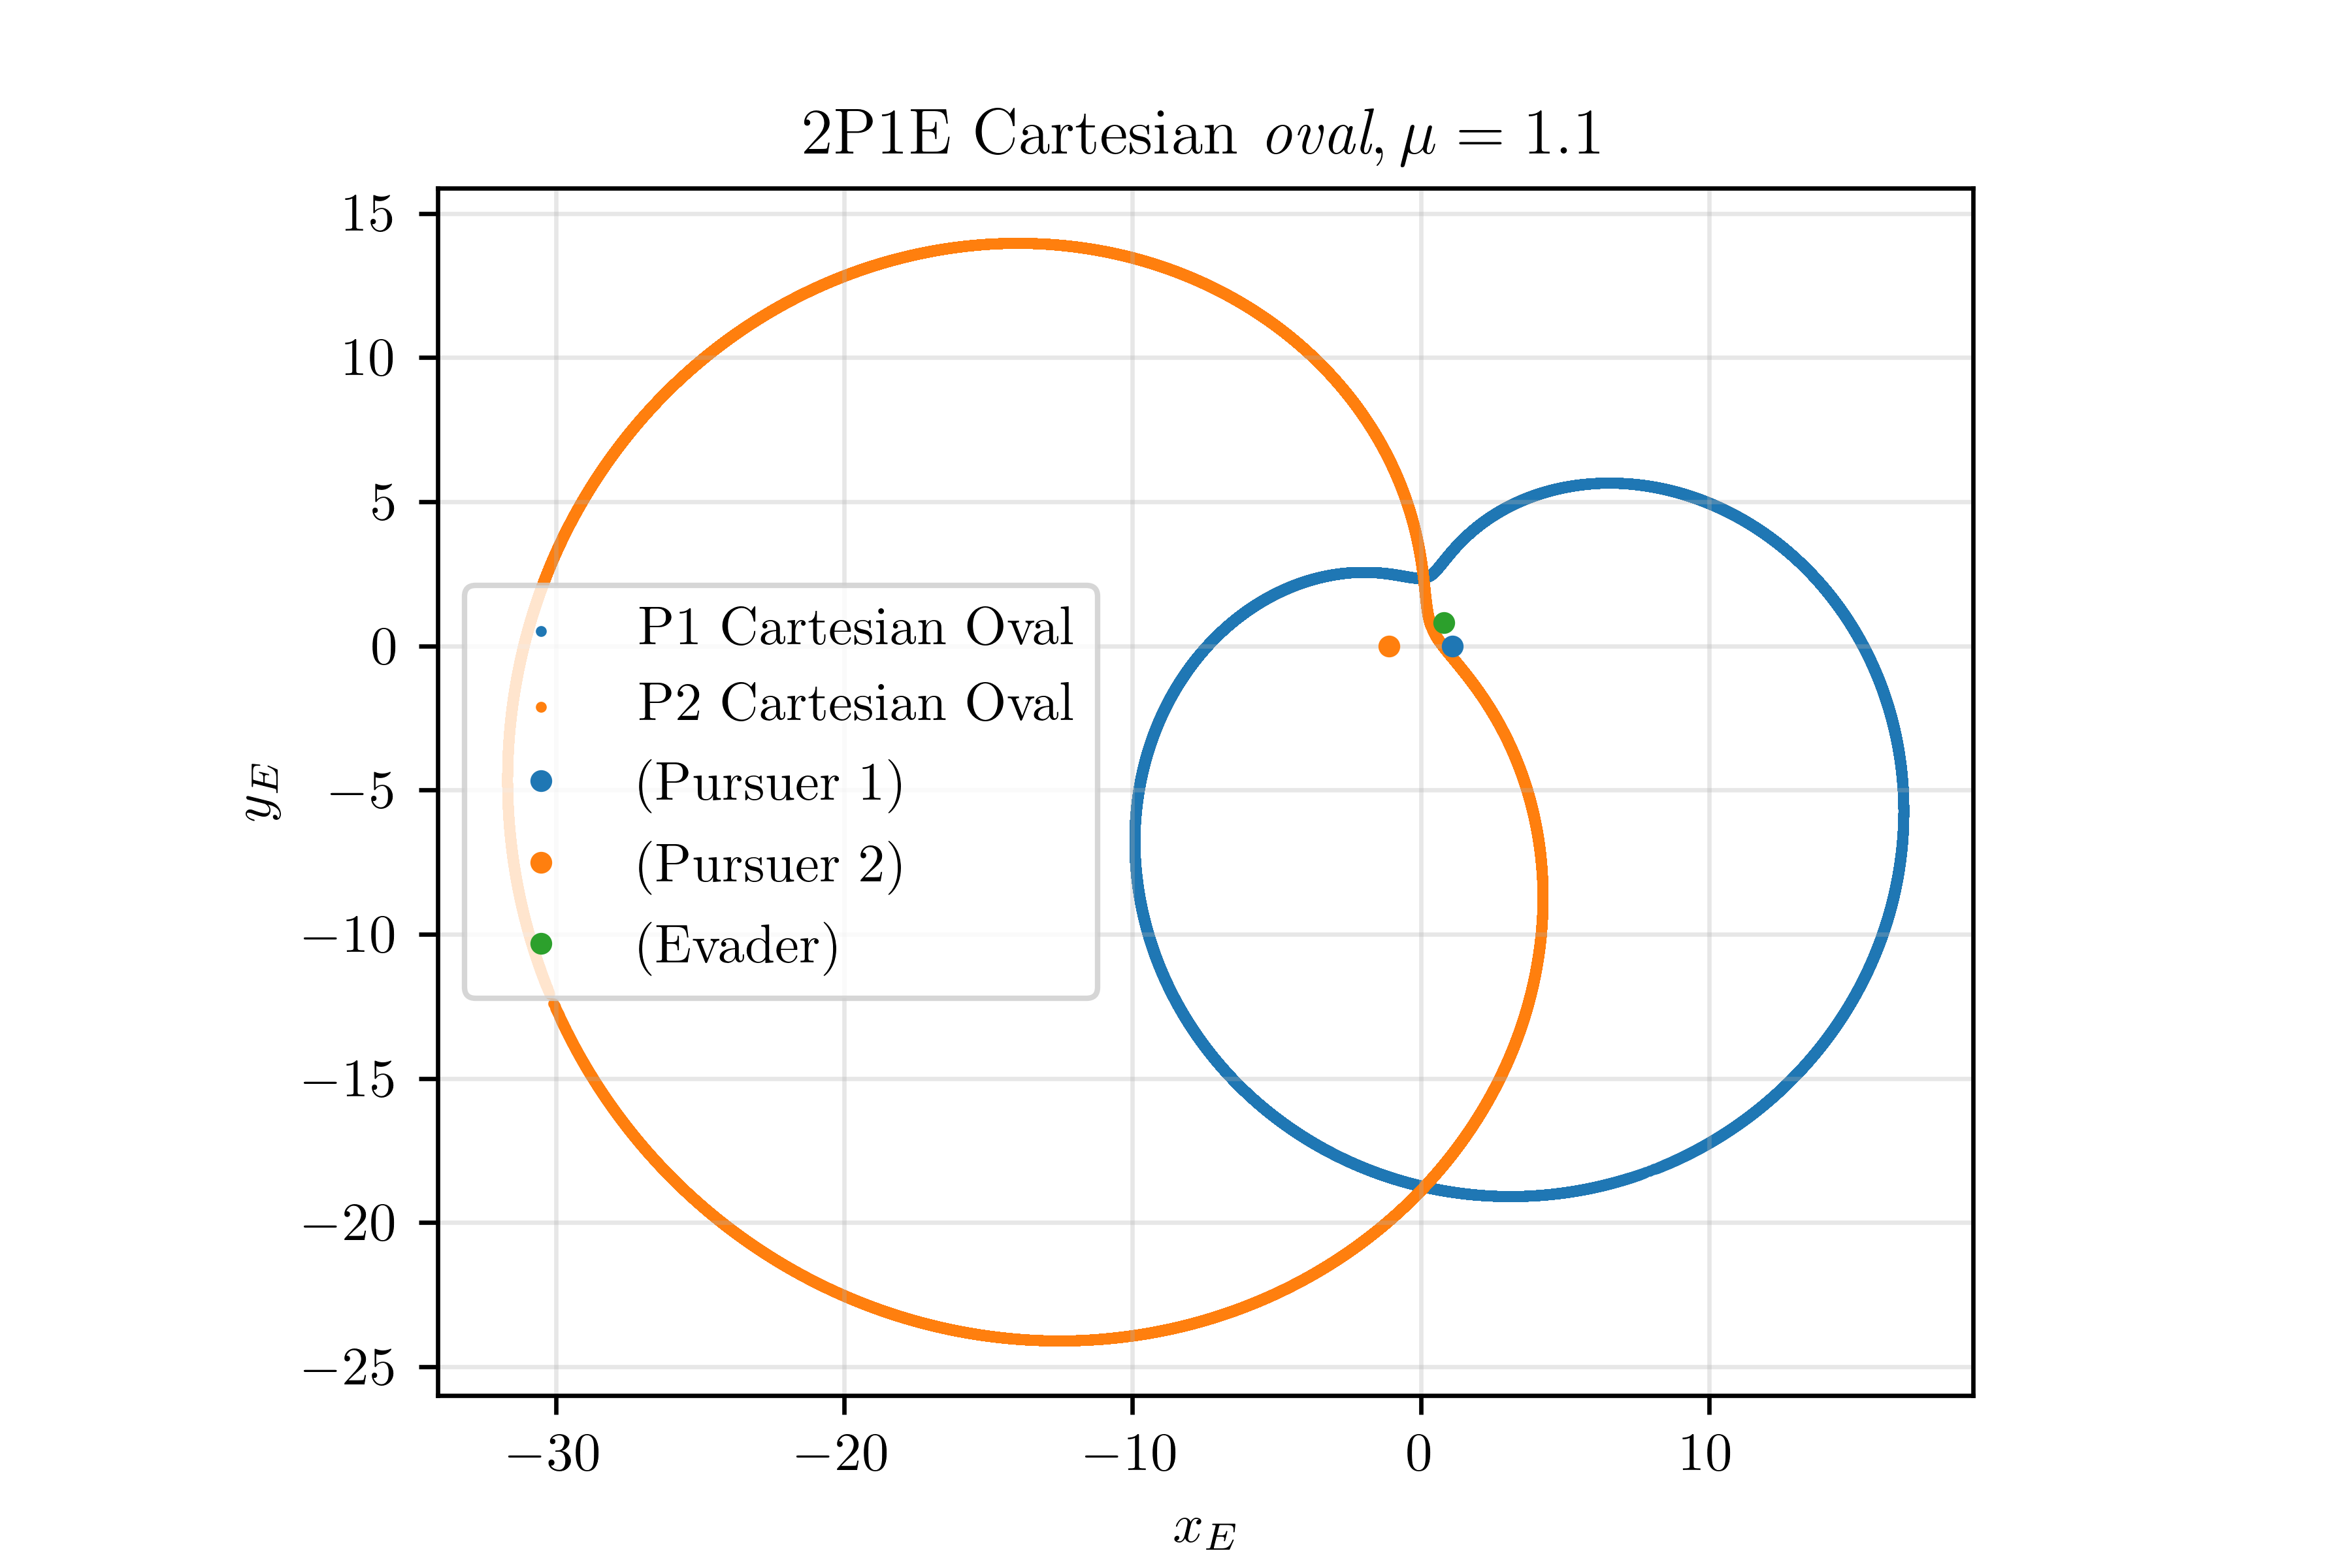 2P1E Cartesian oval, μ = 1.1
15
10
5
0
−5
−10
−15
−20
−25
y_E
P1 Cartesian Oval
P2 Cartesian Oval
(Pursuer 1)
(Pursuer 2)
(Evader)
−30 −20 −10 0 10
x_E